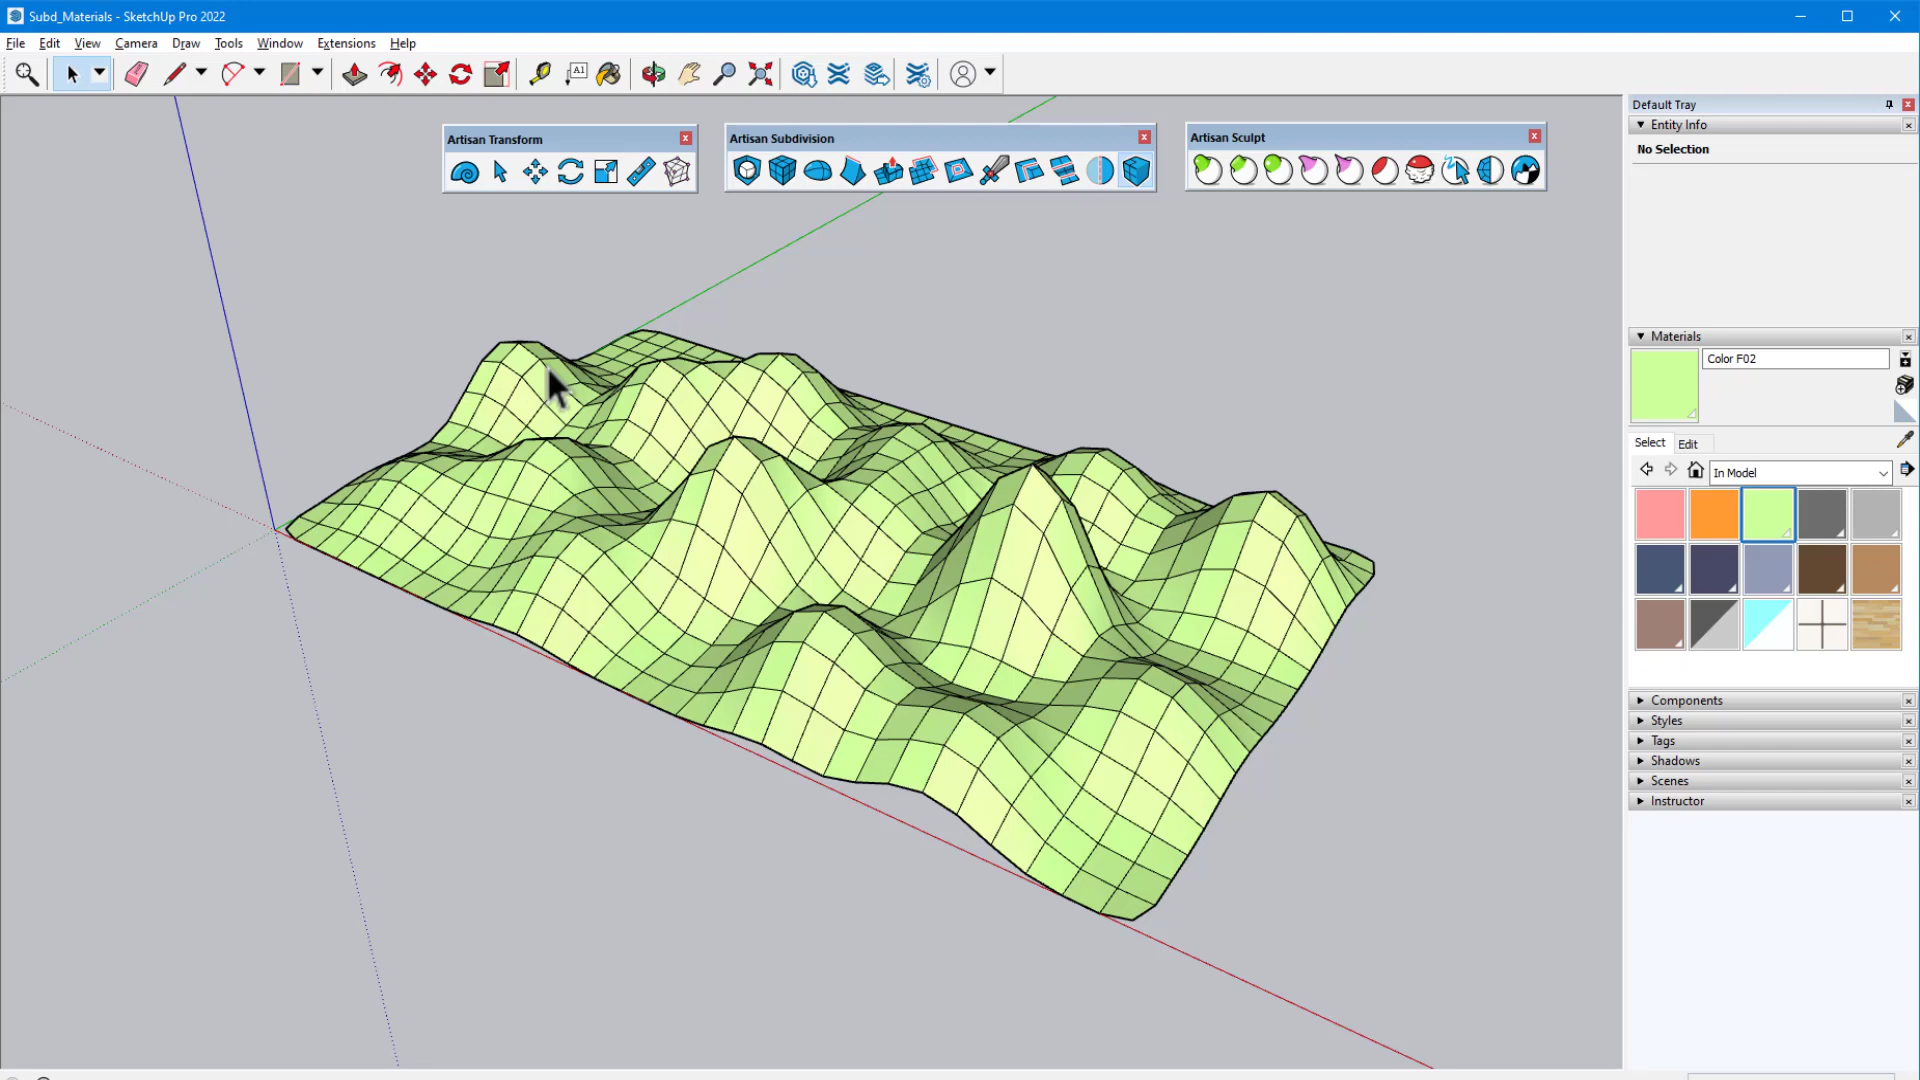 Subd_Materials - SketchUp Pro 2022
File Edit View Camera Draw Tools Window Extensions Help
A1
Default Tray
Entity Info
No Selection
Artisan Transform
Artisan Subdivision
Artisan Sculpt
Materials
Color F02
Select Edit
In Model
Components
Styles
Tags
Shadows
Scenes
Instructor